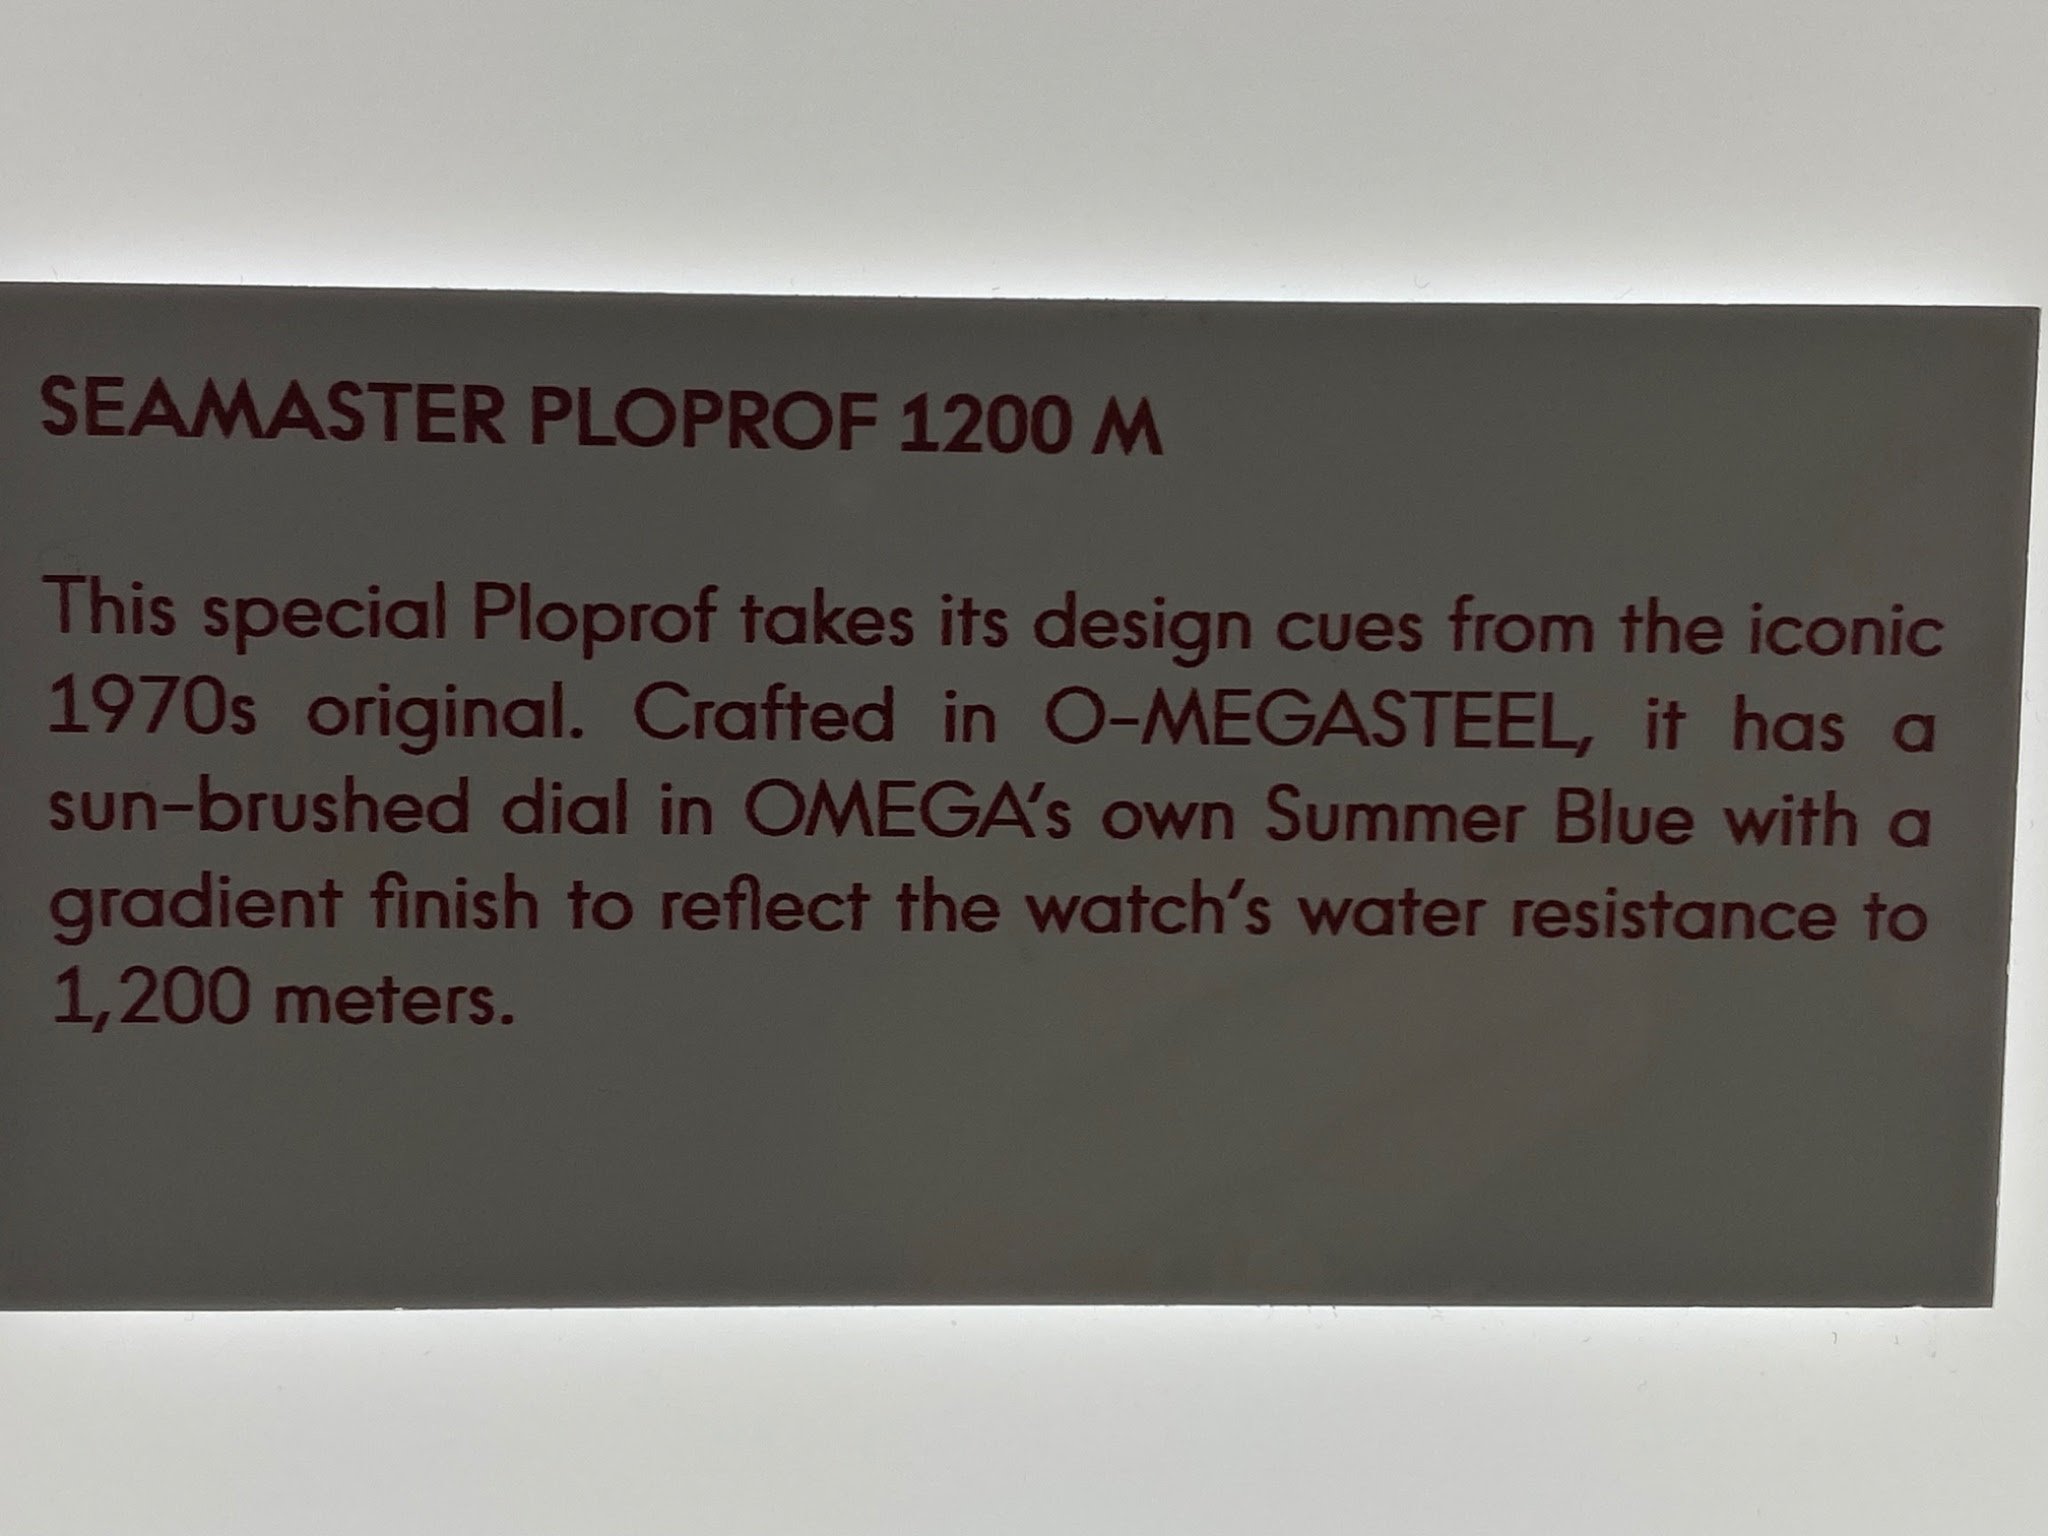 SEAMASTER PLOPROF 1200 M
This special Ploprof takes its design cues from the iconic
1970s original. Crafted in O-MEGASTEEL, it has a
sun-brushed dial in OMEGA's own Summer Blue with a
gradient finish to reflect the watch's water resistance to
1,200 meters.